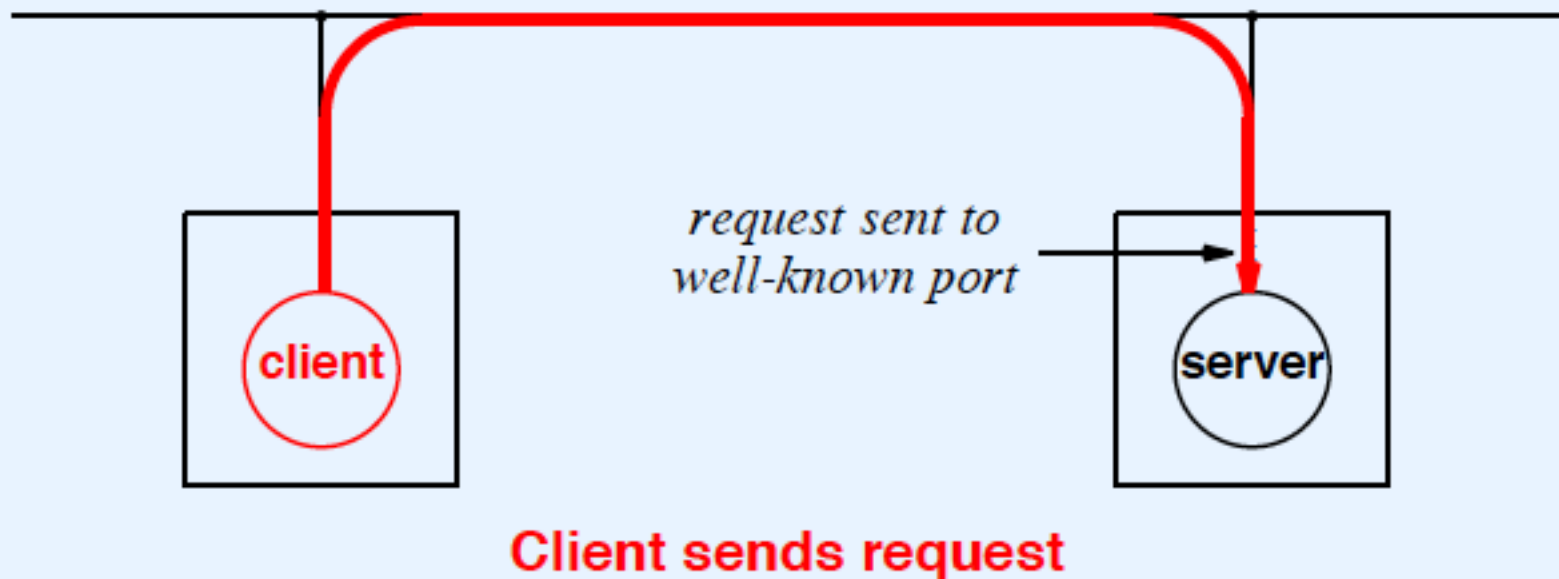 request sent to
well-known port
client
server
Client sends request